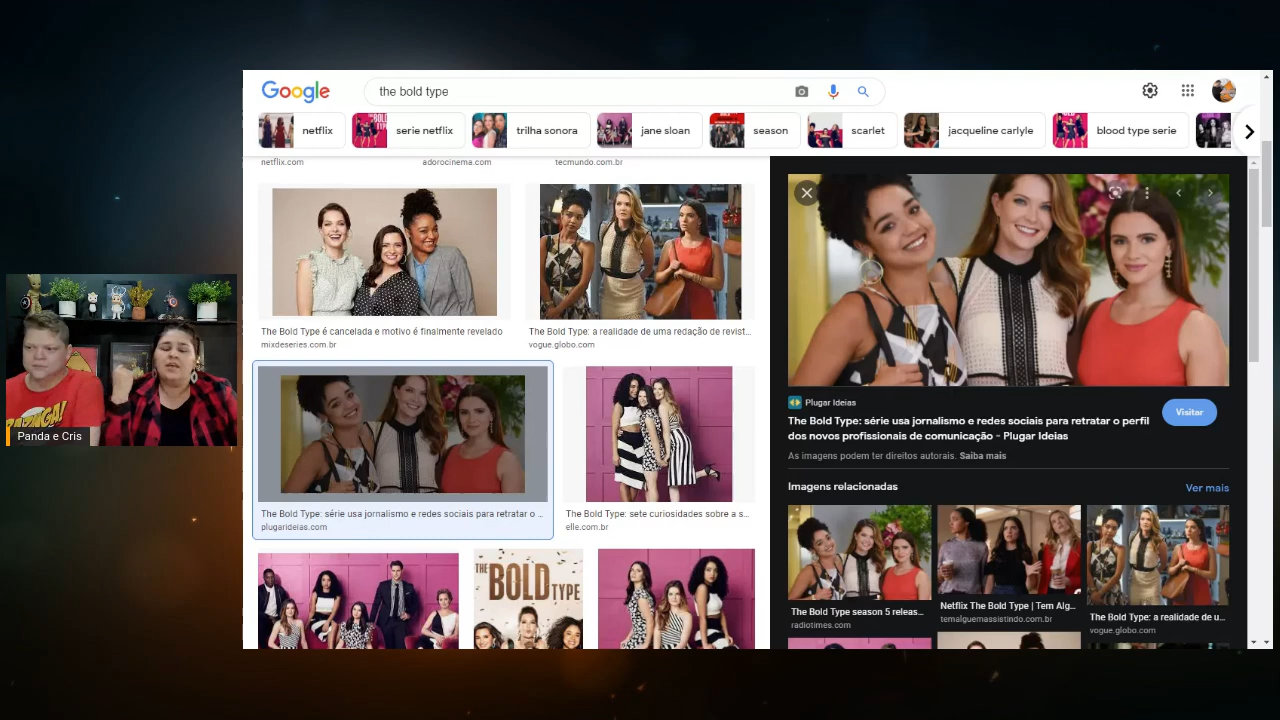 Google
the bold type
netflix
serie netflix
trilha sonora
jane sloan
season
scarlet
jacqueline carlyle
blood type serie
netflix.com
adorocinema.com
tecmundo.com.br
The Bold Type é cancelada e motivo é finalmente revelado
mixdeseries.com.br
The Bold Type: a realidade de uma redação de revist...
vogue.globo.com
The Bold Type: série usa jornalismo e redes sociais para retratar o ...
plugarideias.com
The Bold Type: sete curiosidades sobre a s...
elle.com.br
THE
BOLD TYPE
Plugar Ideias
The Bold Type: série usa jornalismo e redes sociais para retratar o perfil
dos novos profissionais de comunicação - Plugar Ideias
Visitar
As imagens podem ter direitos autorais. Saiba mais
Imagens relacionadas
Ver mais
The Bold Type season 5 releas...
radiotimes.com
Netflix The Bold Type | Tem Alg...
temalguemassistindo.com.br
The Bold Type: a realidade de u...
vogue.globo.com
Panda e Cris